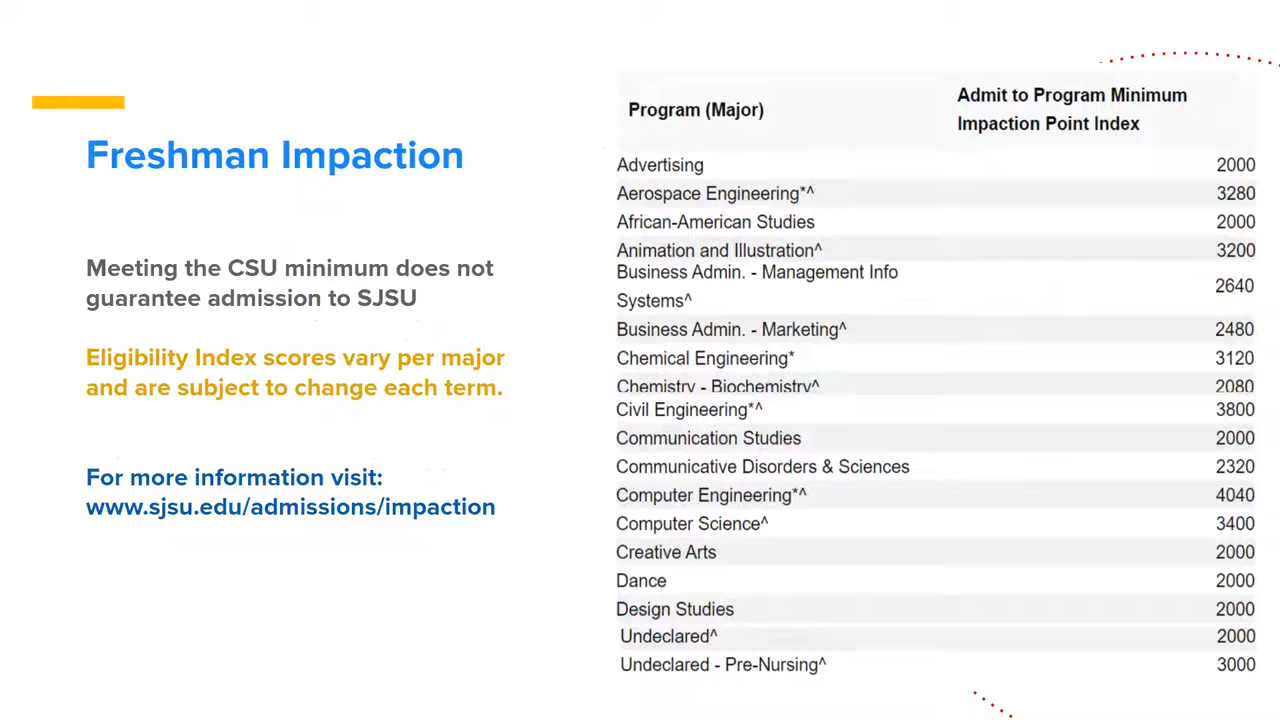 Freshman Impaction
Meeting the CSU minimum does not
guarantee admission to SJSU
Eligibility Index scores vary per major
and are subject to change each term.
For more information visit:
www.sjsu.edu/admissions/impaction
Program (Major) Admit to Program Minimum
Impaction Point Index
Advertising 2000
Aerospace Engineering*^ 3280
African-American Studies 2000
Animation and Illustration^ 3200
Business Admin. - Management Info
Systems^ 2640
Business Admin. - Marketing^ 2480
Chemical Engineering* 3120
Chemistry - Biochemistry^ 2080
Civil Engineering*^ 3800
Communication Studies 2000
Communicative Disorders & Sciences 2320
Computer Engineering*^ 4040
Computer Science^ 3400
Creative Arts 2000
Dance 2000
Design Studies 2000
Undeclared^ 2000
Undeclared - Pre-Nursing^ 3000